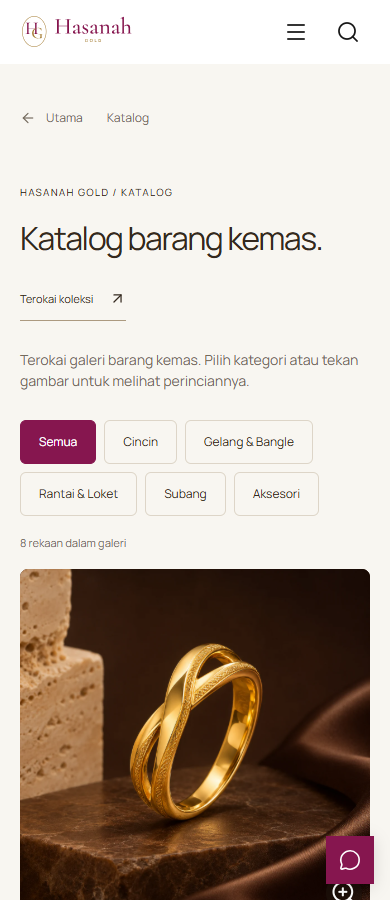 HG Hasanah
GOLD
Utama Katalog
HASANAH GOLD / KATALOG
Katalog barang kemas.
Terokai koleksi
Terokai galeri barang kemas. Pilih kategori atau tekan
gambar untuk melihat perinciannya.
Semua Cincin Gelang & Bangle
Rantai & Loket Subang Aksesori
8 rekaan dalam galeri